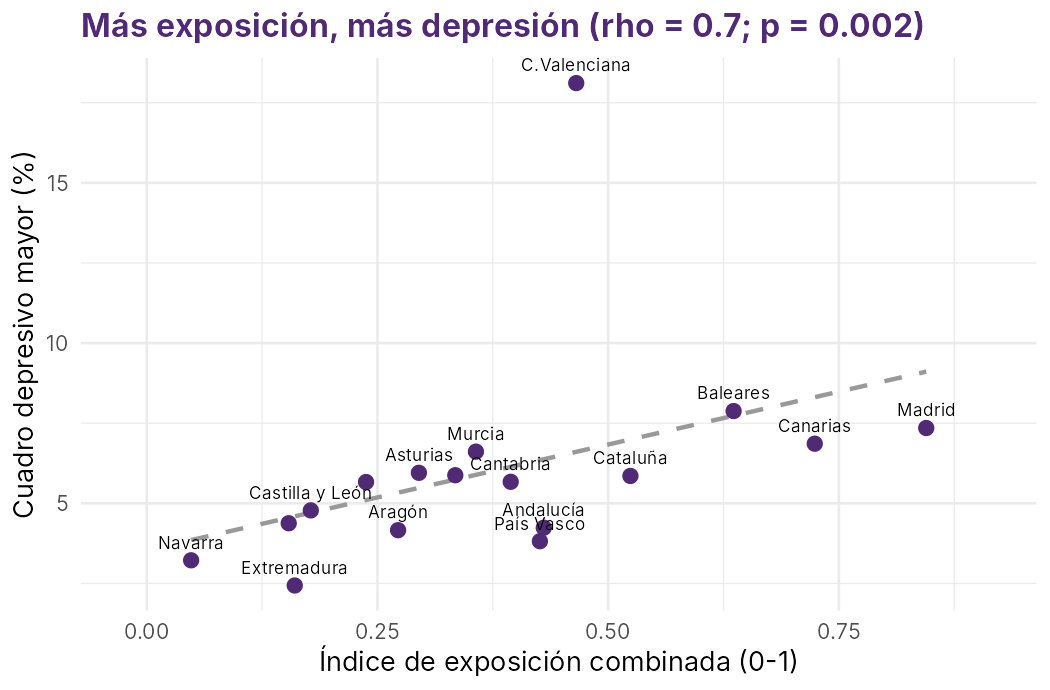 Más exposición, más depresión (rho = 0.7; p = 0.002)
C.Valenciana
Cuadro depresivo mayor (%)
15
10
Baleares
Madrid
Canarias
Murcia
Asturias
Cantabria
Cataluña
Castilla y León
5
Aragón
Andalucía
País Vasco
Navarra
Extremadura
0.00
0.25
0.50
0.75
Índice de exposición combinada (0-1)